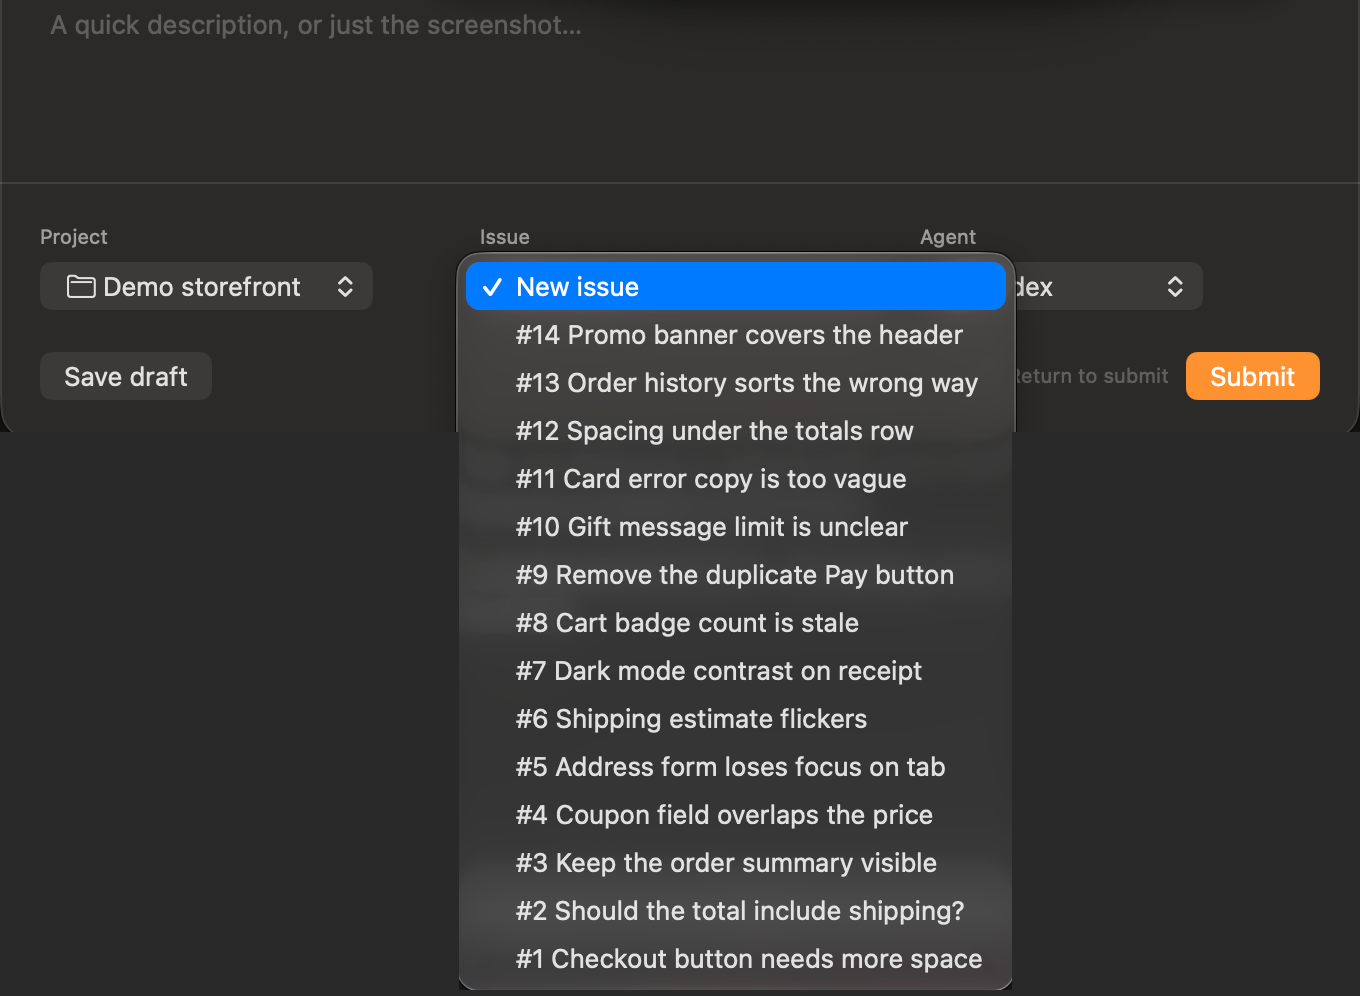 A quick description, or just the screenshot...
Project
Issue
Agent
Demo storefront
New issue
#14 Promo banner covers the header
#13 Order history sorts the wrong way
#12 Spacing under the totals row
#11 Card error copy is too vague
#10 Gift message limit is unclear
#9 Remove the duplicate Pay button
#8 Cart badge count is stale
#7 Dark mode contrast on receipt
#6 Shipping estimate flickers
#5 Address form loses focus on tab
#4 Coupon field overlaps the price
#3 Keep the order summary visible
#2 Should the total include shipping?
#1 Checkout button needs more space
dex
Save draft
Return to submit
Submit